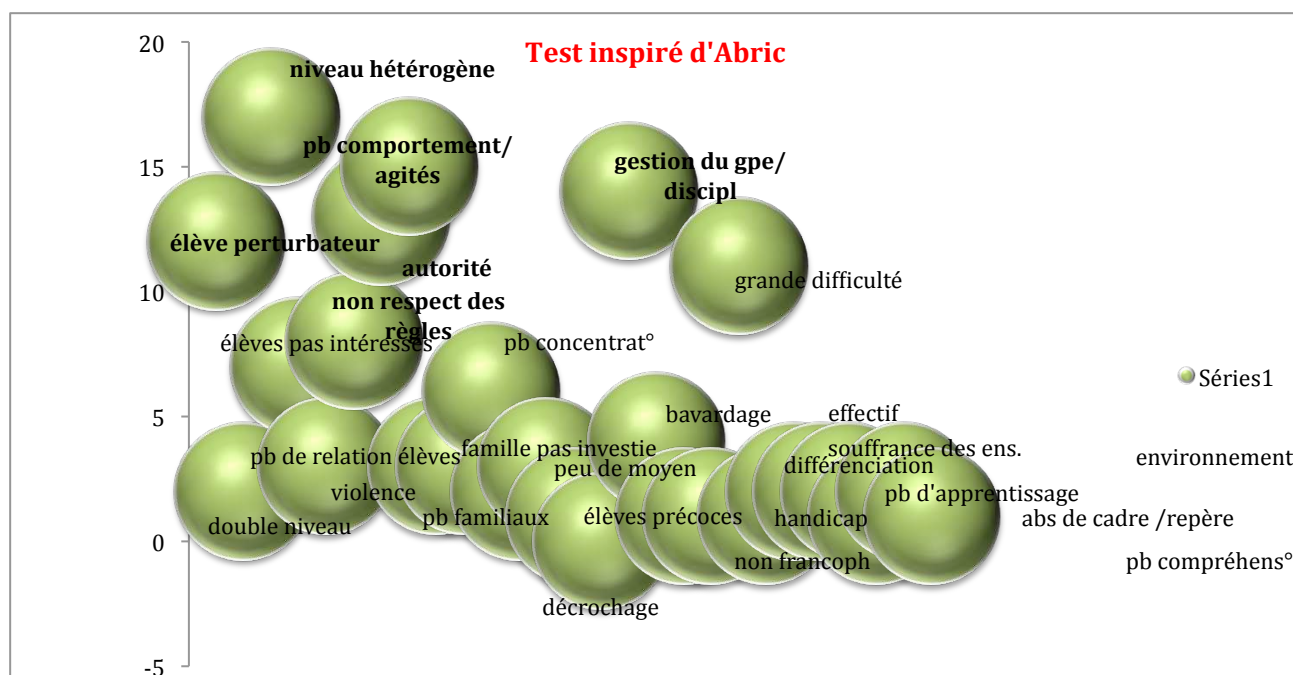 Test inspiré d'Abric
20
niveau hétérogène
pb comportement/
agités
15
gestion du gpe/
discipl
élève perturbateur
autorité
grande difficulté
10
non respect des
règles
élèves pas intéressés
pb concentrat°
Séries1
5
bavardage
effectif
pb de relation élèves
famille pas investie
souffrance des ens.
environnement
peu de moyen
différenciation
violence
pb d'apprentissage
double niveau
pb familiaux
élèves précoces
handicap
abs de cadre /repère
0
non francoph
pb compréhens°
décrochage
-5